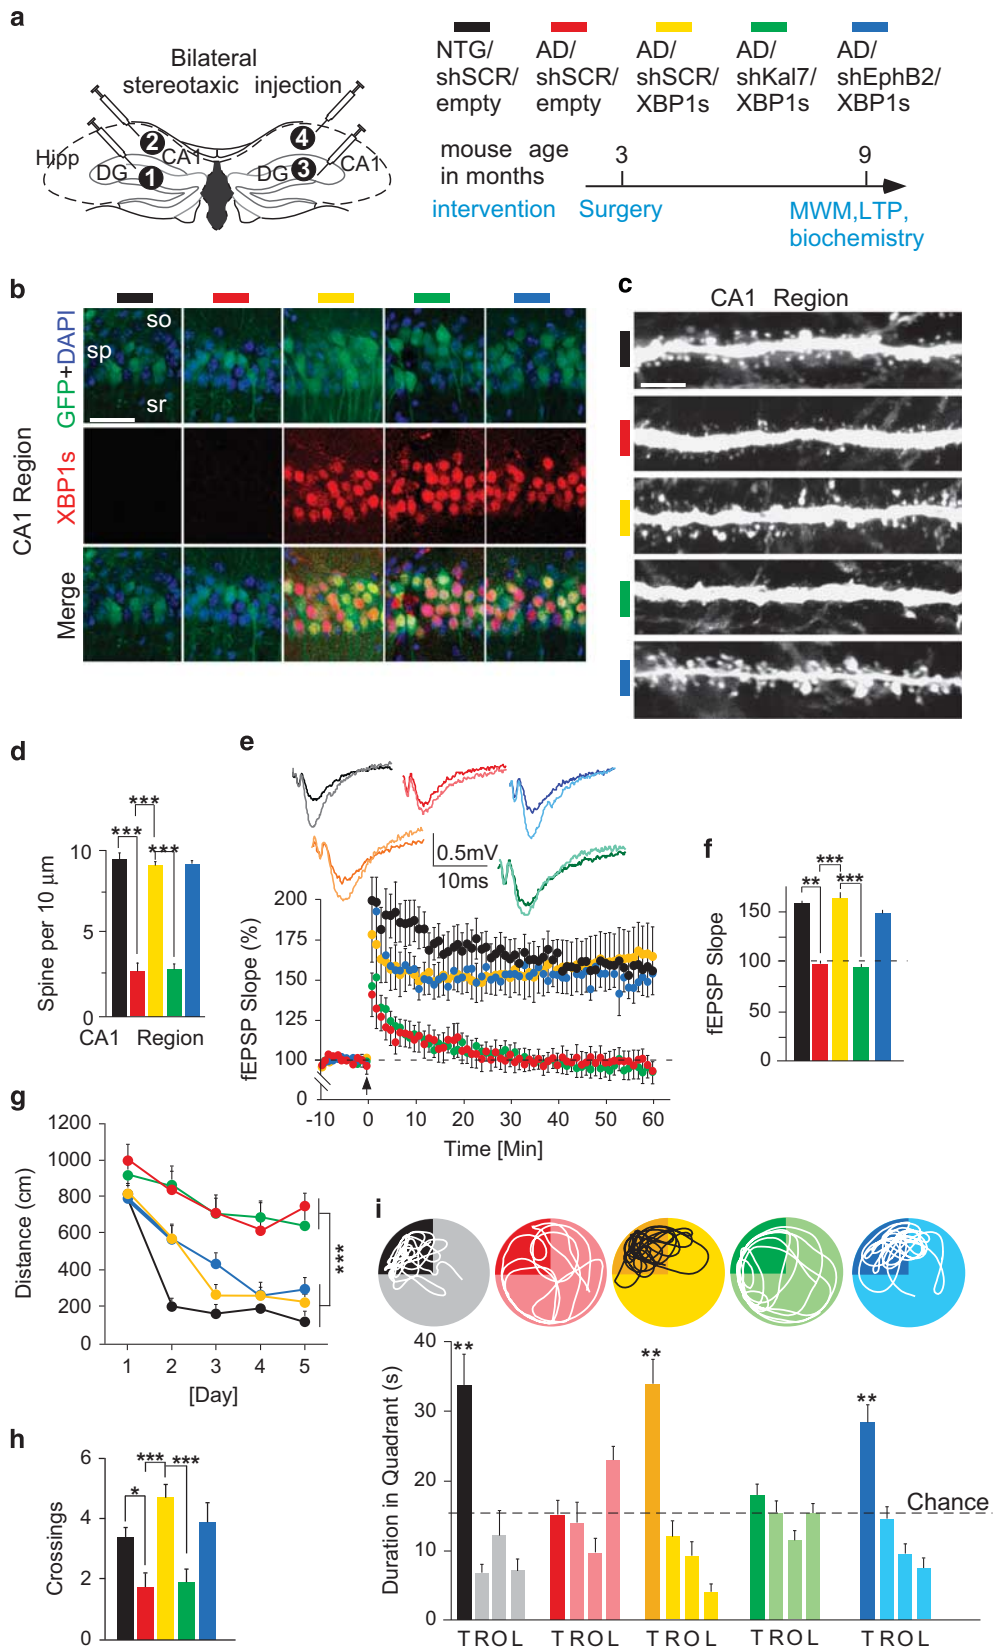 a
Bilateral
stereotaxic injection
Hipp
DG
CA1
DG
CA1
1
2
3
4
NTG/
shSCR/
empty
AD/
shSCR/
empty
AD/
shSCR/
XBP1s
AD/
shKal7/
XBP1s
AD/
shEphB2/
XBP1s
mouse age
in months
3
9
intervention
Surgery
MWM,LTP,
biochemistry
b
CA1 Region
GFP+DAPI
XBP1s
Merge
so
sp
sr
c
CA1 Region
d
Spine per 10 µm
10
5
0
***
***
***
CA1 Region
e
0.5mV
10ms
fEPSP Slope (%)
200
175
150
125
100
0
-10 0 10 20 30 40 50 60
Time [Min]
f
fEPSP Slope
150
100
50
0
**
***
***
g
Distance (cm)
1200
1000
800
600
400
200
0
1 2 3 4 5
[Day]
***
h
Crossings
6
4
2
0
*
***
***
i
Duration in Quadrant (s)
40
30
20
10
0
**
**
**
Chance
T R O L
T R O L
T R O L
T R O L
T R O L